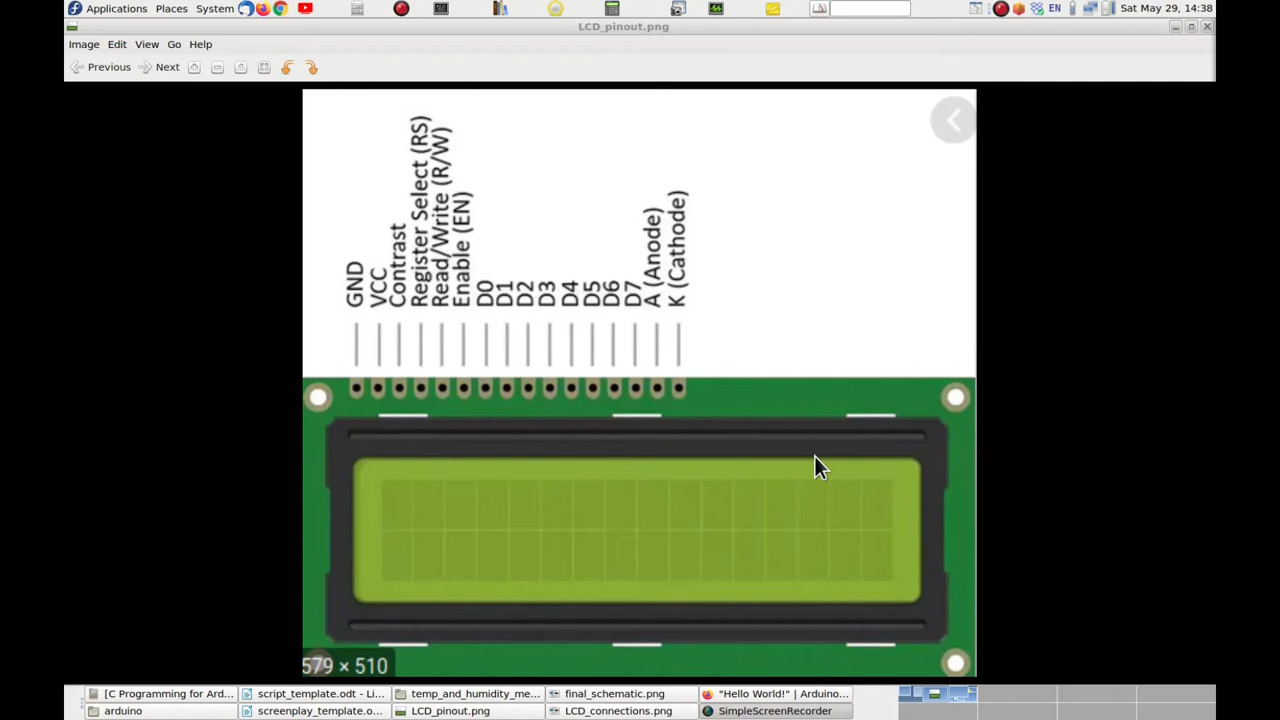 Applications Places System EN Sat May 29, 14:38
LCD_pinout.png
Image Edit View Go Help
Previous Next
GND
VCC
Contrast
Register Select (RS)
Read/Write (R/W)
Enable (EN)
D0
D1
D2
D3
D4
D5
D6
D7
A (Anode)
K (Cathode)
579 × 510
[C Programming for Ard... script_template.odt - Li... temp_and_humidity_me... final_schematic.png "Hello World!" | Arduino...
arduino screenplay_template.o... LCD_pinout.png LCD_connections.png SimpleScreenRecorder